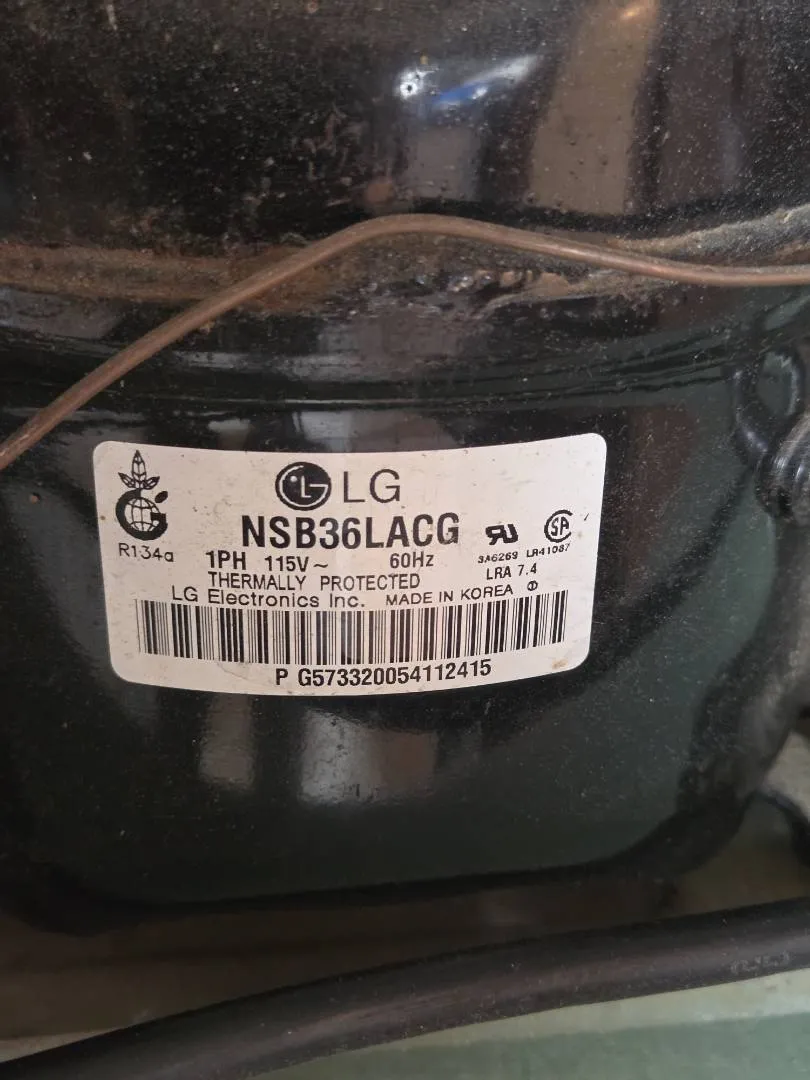 LG
NSB36LACG
R134a
1PH 115V~ 60Hz
3A6269 LR41087
THERMALLY PROTECTED LRA 7.4
LG Electronics Inc. MADE IN KOREA
P G573320054112415